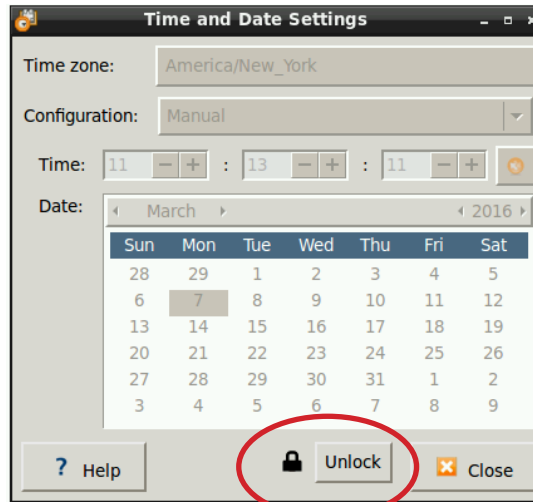 Time and Date Settings
Time zone: America/New_York
Configuration: Manual
Time: 11 : 13 : 11
Date: March 2016
Sun Mon Tue Wed Thu Fri Sat
28 29 1 2 3 4 5
6 7 8 9 10 11 12
13 14 15 16 17 18 19
20 21 22 23 24 25 26
27 28 29 30 31 1 2
3 4 5 6 7 8 9
? Help Unlock Close